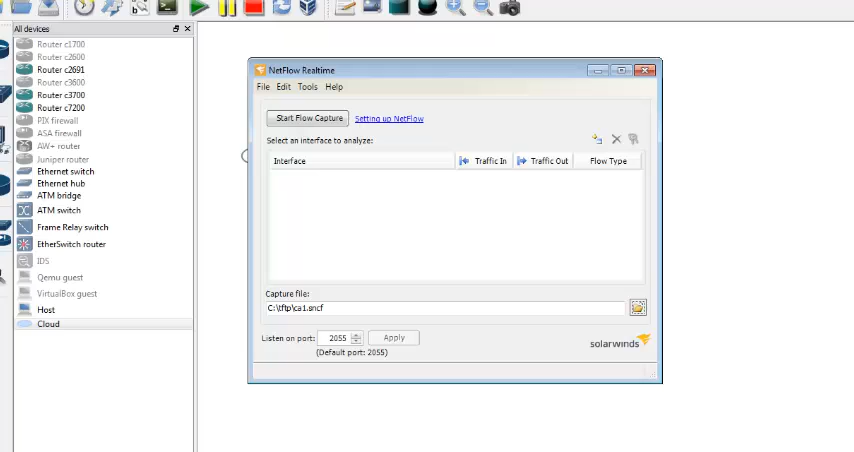 All devices
Router c1700
Router c2600
Router c2691
Router c3600
Router c3700
Router c7200
PIX firewall
ASA firewall
AW+ router
Juniper router
Ethernet switch
Ethernet hub
ATM bridge
ATM switch
Frame Relay switch
EtherSwitch router
IDS
Qemu guest
VirtualBox guest
Host
Cloud
NetFlow Realtime
File Edit Tools Help
Start Flow Capture Setting up NetFlow
Select an interface to analyze:
Interface Traffic In Traffic Out Flow Type
Capture file:
C:\tftp\ca1.sncf
Listen on port: 2055 Apply
(Default port: 2055)
solarwinds